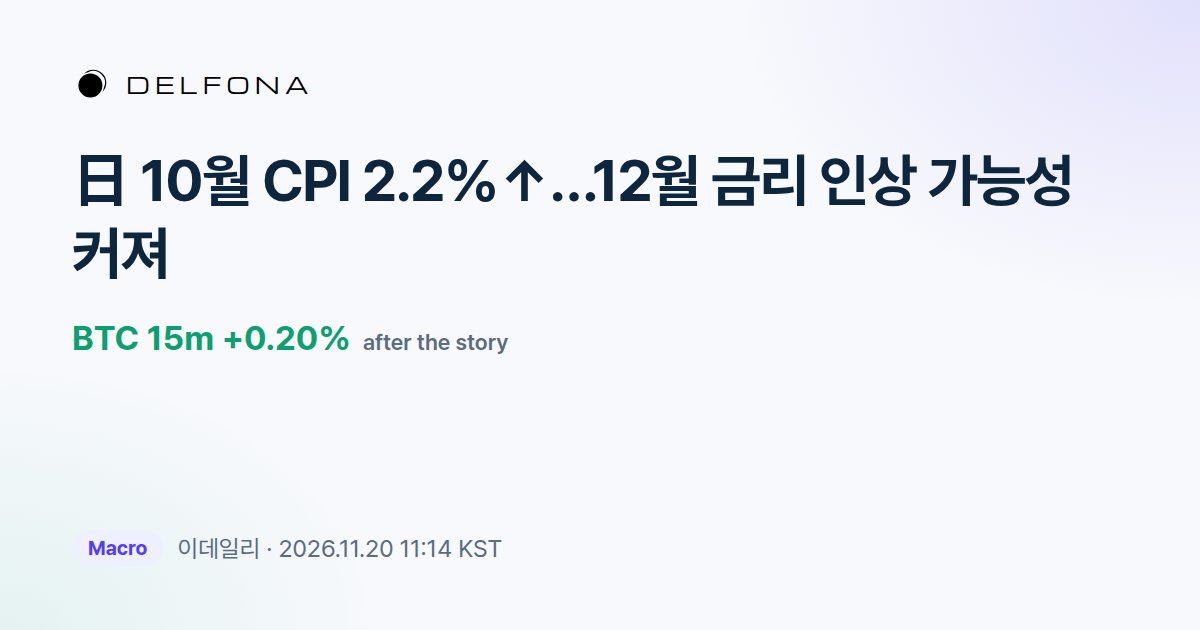 DELFONA
日 10월 CPI 2.2%↑…12월 금리 인상 가능성
커져
BTC 15m +0.20% after the story
Macro 이데일리 · 2026.11.20 11:14 KST